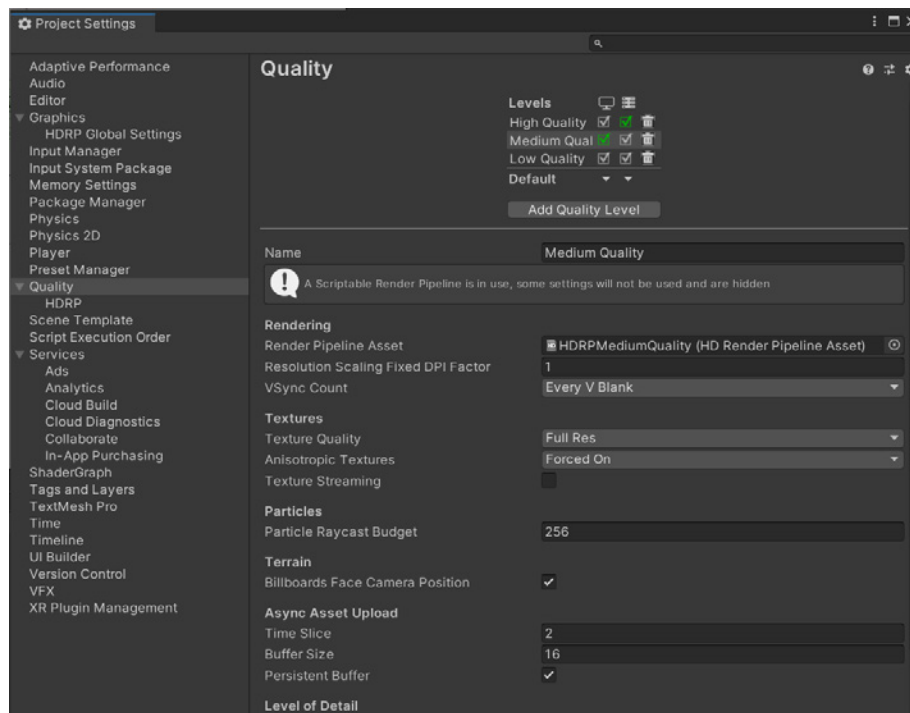 Project Settings
Adaptive Performance
Audio
Editor
Graphics
HDRP Global Settings
Input Manager
Input System Package
Memory Settings
Package Manager
Physics
Physics 2D
Player
Preset Manager
Quality
HDRP
Scene Template
Script Execution Order
Services
Ads
Analytics
Cloud Build
Cloud Diagnostics
Collaborate
In-App Purchasing
ShaderGraph
Tags and Layers
TextMesh Pro
Time
Timeline
UI Builder
Version Control
VFX
XR Plugin Management
Quality
Levels
High Quality
Medium Qual
Low Quality
Default
Add Quality Level
Name Medium Quality
A Scriptable Render Pipeline is in use, some settings will not be used and are hidden
Rendering
Render Pipeline Asset HDRPMediumQuality (HD Render Pipeline Asset)
Resolution Scaling Fixed DPI Factor 1
VSync Count Every V Blank
Textures
Texture Quality Full Res
Anisotropic Textures Forced On
Texture Streaming
Particles
Particle Raycast Budget 256
Terrain
Billboards Face Camera Position
Async Asset Upload
Time Slice 2
Buffer Size 16
Persistent Buffer
Level of Detail